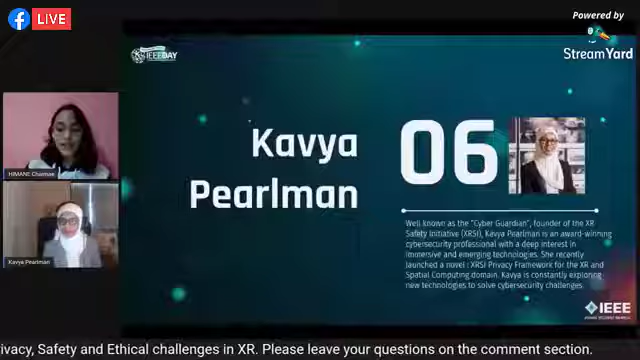 LIVE
Powered by
StreamYard
IEEEDAY
HIMANE Chaimae
Kavya Pearlman
Kavya
Pearlman
06
Well known as the "Cyber Guardian", founder of the XR
Safety Initiative (XRSI), Kavya Pearlman is an award-winning
cybersecurity professional with a deep interest in
immersive and emerging technologies. She recently
launched a novel : XRSI Privacy Framework for the XR and
Spatial Computing domain. Kavya is constantly exploring
new technologies to solve cybersecurity challenges.
IEEE
ivacy, Safety and Ethical challenges in XR. Please leave your questions on the comment section.